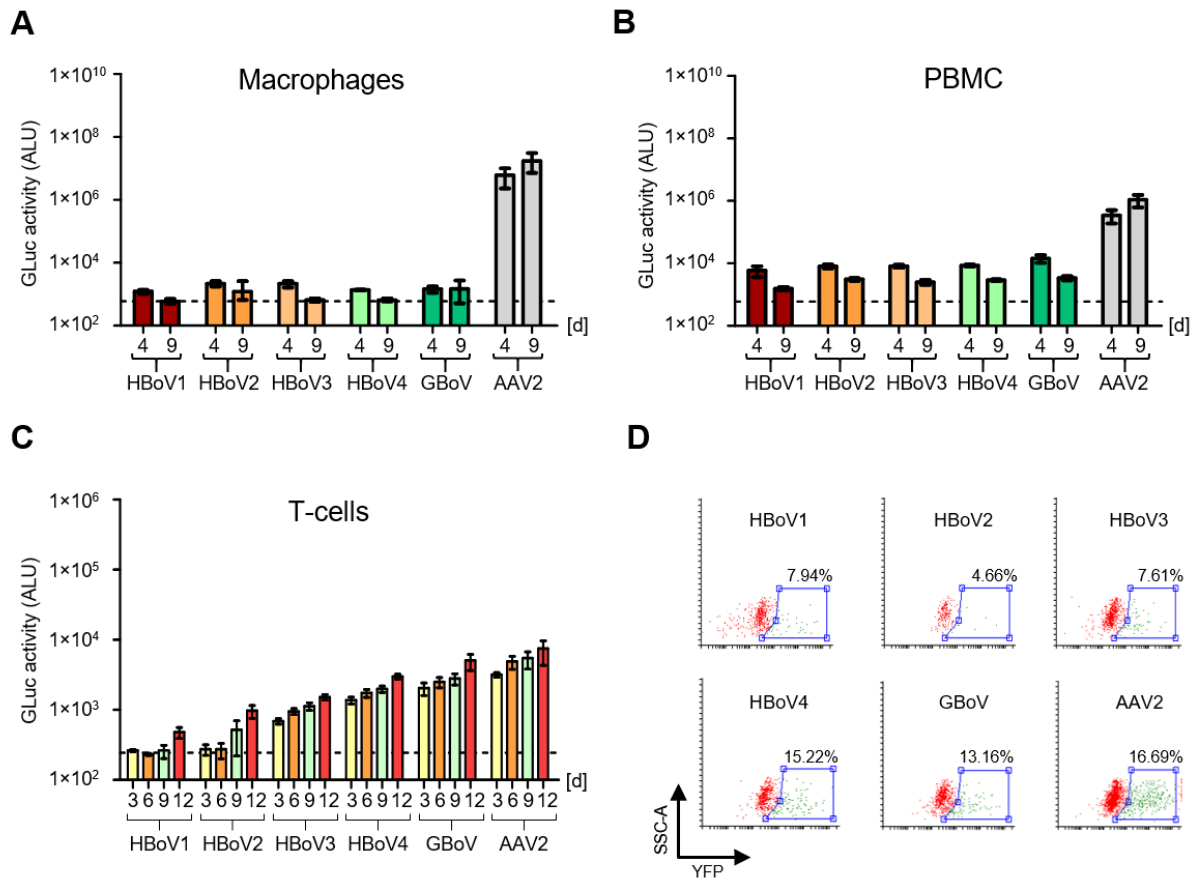 A
Macrophages
GLuc activity (ALU)
1×10¹⁰
1×10⁸
1×10⁶
1×10⁴
1×10²
4 9 4 9 4 9 4 9 4 9 4 9 [d]
HBoV1 HBoV2 HBoV3 HBoV4 GBoV AAV2
B
PBMC
GLuc activity (ALU)
1×10¹⁰
1×10⁸
1×10⁶
1×10⁴
1×10²
4 9 4 9 4 9 4 9 4 9 4 9 [d]
HBoV1 HBoV2 HBoV3 HBoV4 GBoV AAV2
C
T-cells
GLuc activity (ALU)
1×10⁶
1×10⁵
1×10⁴
1×10³
1×10²
3 6 9 12 3 6 9 12 3 6 9 12 3 6 9 12 3 6 9 12 3 6 9 12 [d]
HBoV1 HBoV2 HBoV3 HBoV4 GBoV AAV2
D
HBoV1 HBoV2 HBoV3
7.94% 4.66% 7.61%
HBoV4 GBoV AAV2
15.22% 13.16% 16.69%
SSC-A
YFP